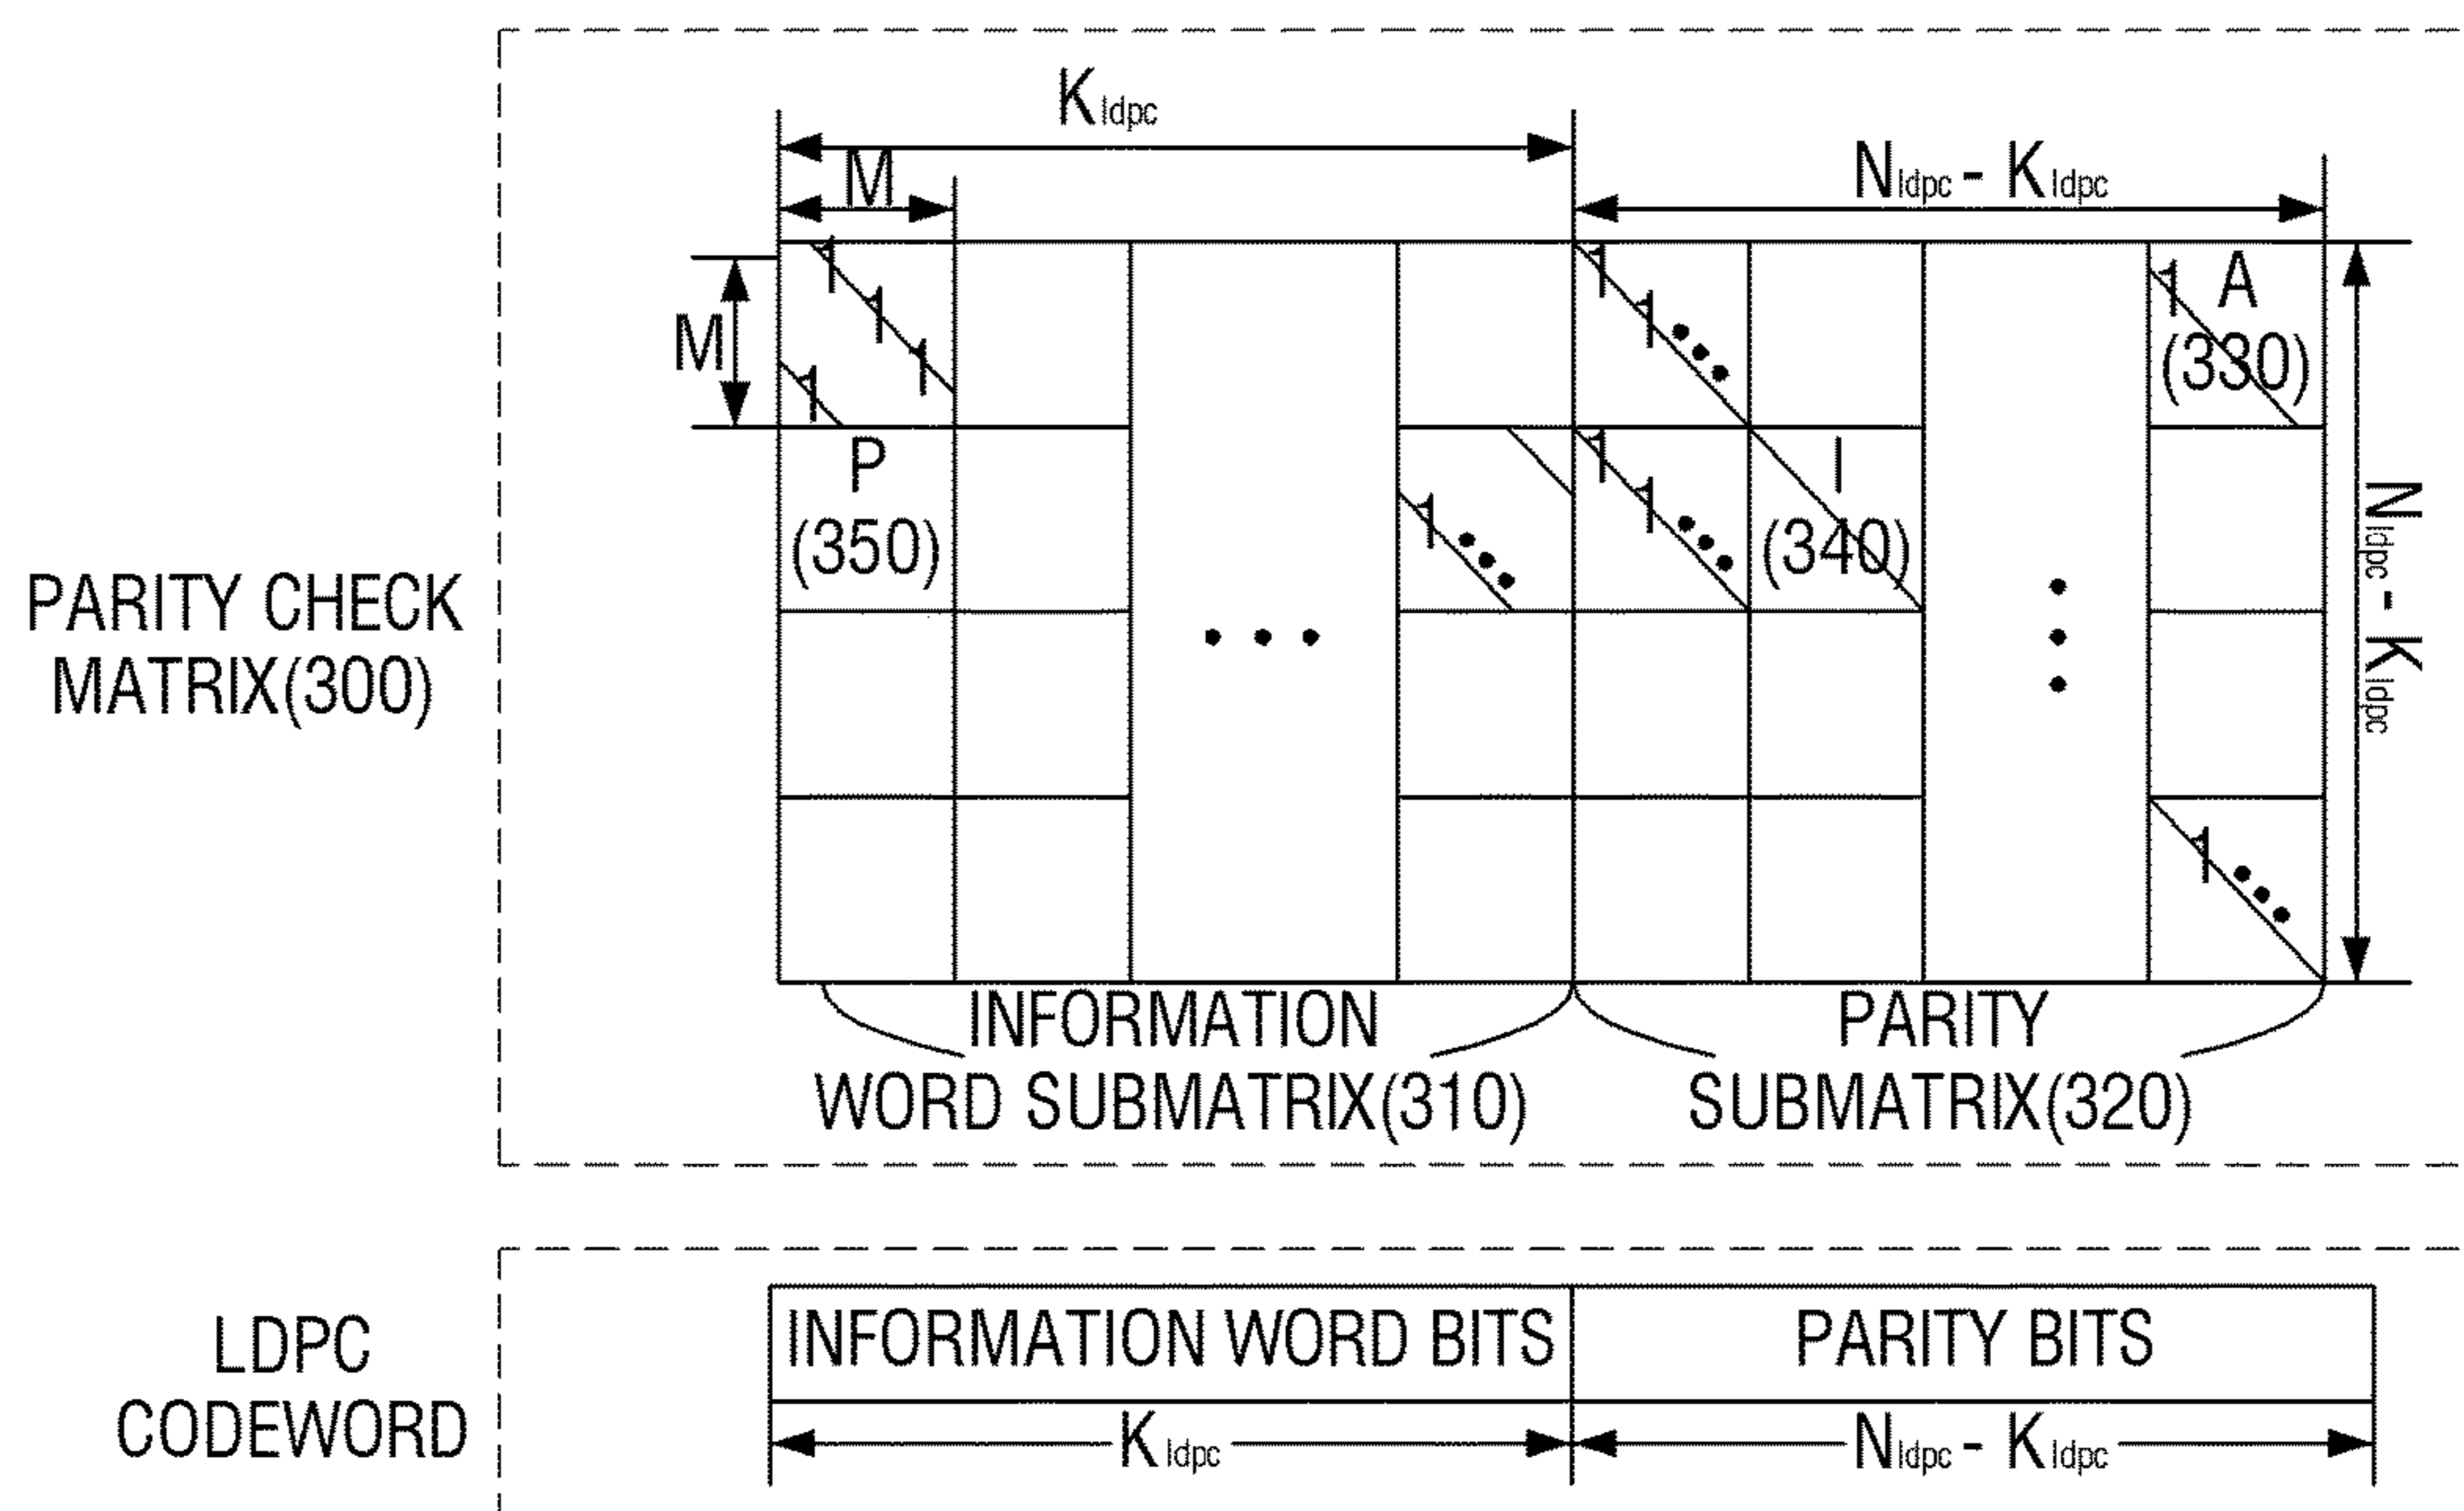 K ldpc
M
N ldpc - K ldpc
1
1
1
1
M
1
1
A
(330)
1
P
(350)
1
1
1
I
(340)
N ldpc - K ldpc
PARITY CHECK
MATRIX(300)
1
INFORMATION
WORD SUBMATRIX(310)
PARITY
SUBMATRIX(320)
LDPC
CODEWORD
INFORMATION WORD BITS
PARITY BITS
K ldpc
N ldpc - K ldpc